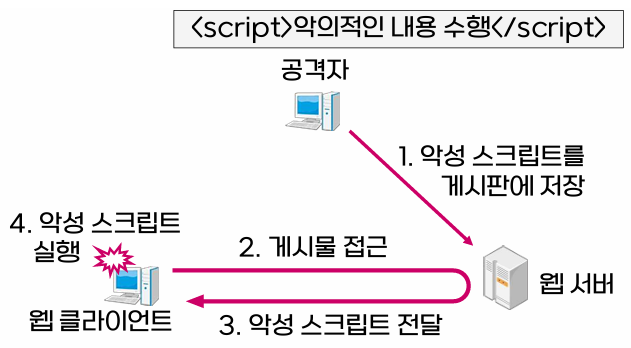 <script>악의적인 내용 수행</script>
공격자
1. 악성 스크립트를
게시판에 저장
4. 악성 스크립트
실행
2. 게시물 접근
웹 서버
3. 악성 스크립트 전달
웹 클라이언트